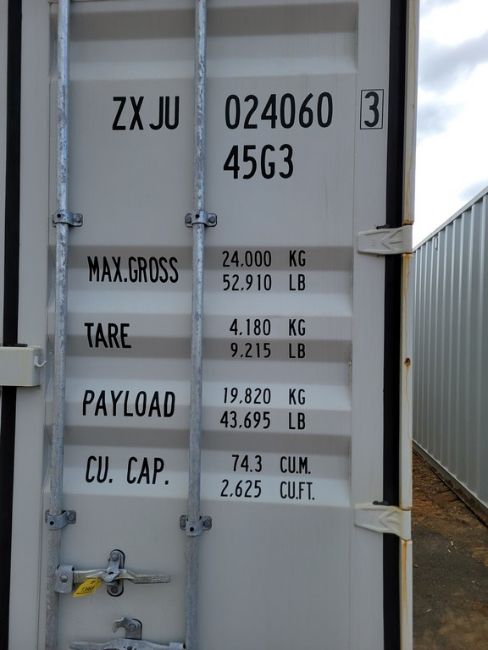 ZXJU 024060 3
45G3
MAX.GROSS 24.000 KG
52.910 LB
TARE 4.180 KG
9.215 LB
PAYLOAD 19.820 KG
43.695 LB
CU. CAP. 74.3 CU.M.
2.625 CU.FT.